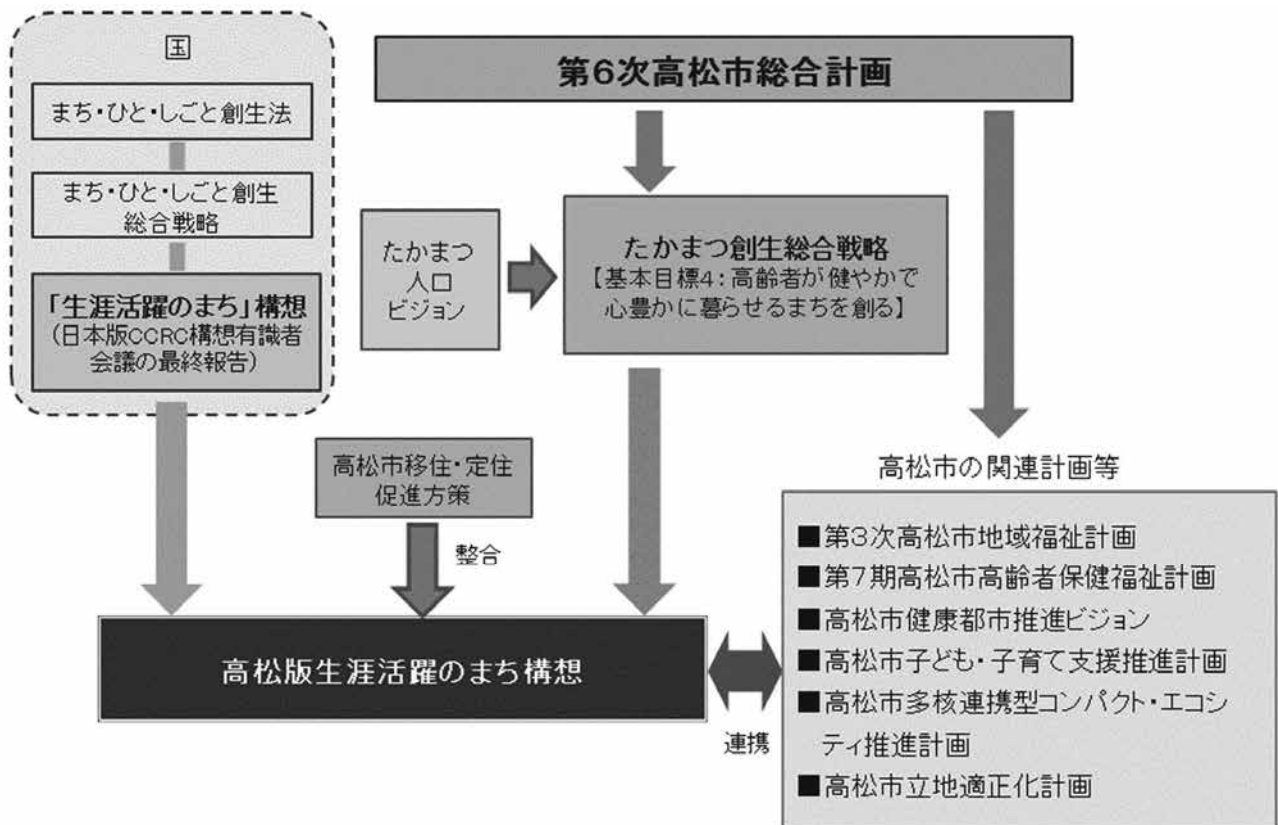 国
まち・ひと・しごと創生法
まち・ひと・しごと創生
総合戦略
「生涯活躍のまち」構想
(日本版CCRC構想有識者
会議の最終報告)
第6次高松市総合計画
たかまつ
人口
ビジョン
たかまつ創生総合戦略
【基本目標4:高齢者が健やかで
心豊かに暮らせるまちを創る】
高松市移住・定住
促進方策
整合
高松版生涯活躍のまち構想
連携
高松市の関連計画等
■第3次高松市地域福祉計画
■第7期高松市高齢者保健福祉計画
■高松市健康都市推進ビジョン
■高松市子ども・子育て支援推進計画
■高松市多核連携型コンパクト・エコシ
ティ推進計画
■高松市立地適正化計画